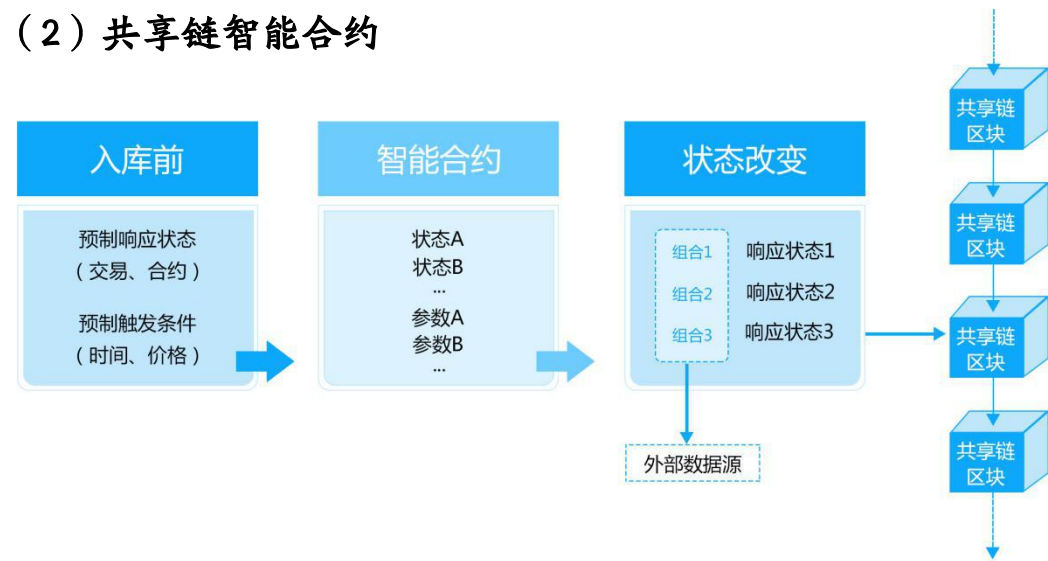 （2）共享链智能合约
入库前
预制响应状态
（交易、合约）
预制触发条件
（时间、价格）
智能合约
状态A
状态B
...
参数A
参数B
...
状态改变
组合1 响应状态1
组合2 响应状态2
组合3 响应状态3
外部数据源
共享链
区块
共享链
区块
共享链
区块
共享链
区块